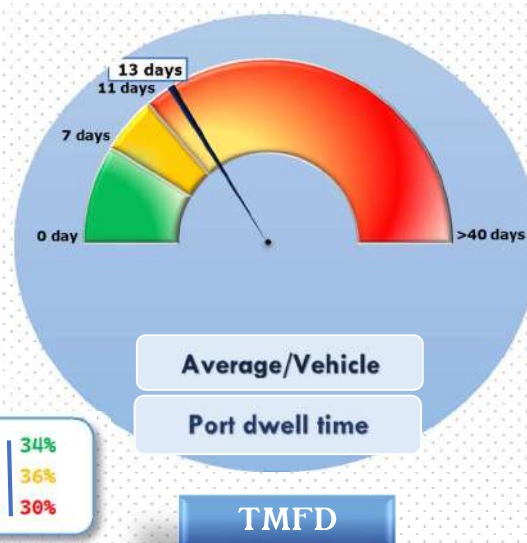 13 days
11 days
7 days
0 day
>40 days
Average/Vehicle
Port dwell time
34%
36%
30%
TMFD